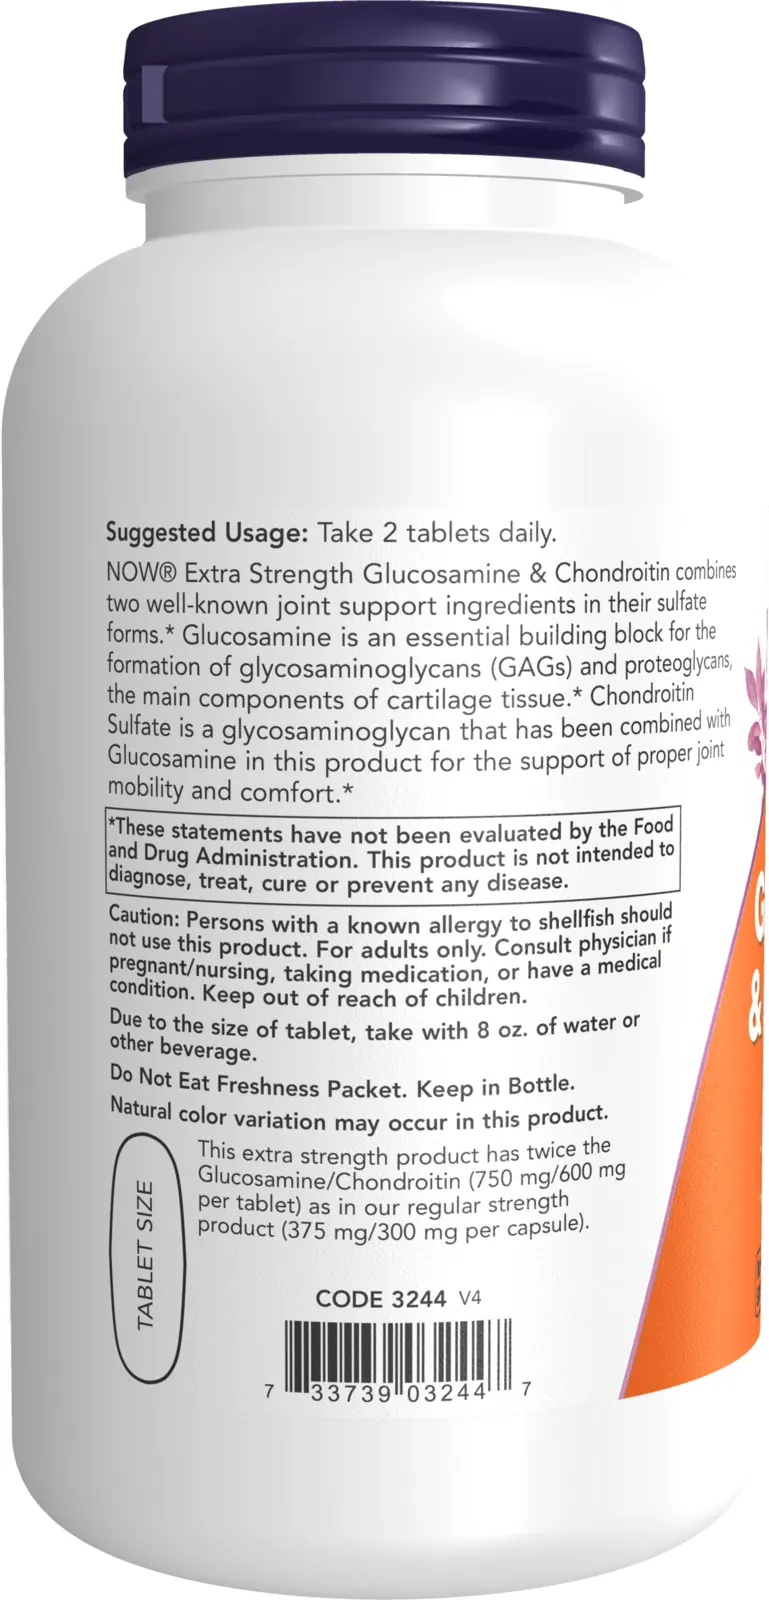 Suggested Usage: Take 2 tablets daily.
NOW® Extra Strength Glucosamine & Chondroitin combines
two well-known joint support ingredients in their sulfate
forms.* Glucosamine is an essential building block for the
formation of glycosaminoglycans (GAGs) and proteoglycans,
the main components of cartilage tissue.* Chondroitin
Sulfate is a glycosaminoglycan that has been combined with
Glucosamine in this product for the support of proper joint
mobility and comfort.*
*These statements have not been evaluated by the Food
and Drug Administration. This product is not intended to
diagnose, treat, cure or prevent any disease.
Caution: Persons with a known allergy to shellfish should
not use this product. For adults only. Consult physician if
pregnant/nursing, taking medication, or have a medical
condition. Keep out of reach of children.
Due to the size of tablet, take with 8 oz. of water or
other beverage.
Do Not Eat Freshness Packet. Keep in Bottle.
Natural color variation may occur in this product.
TABLET SIZE
This extra strength product has twice the
Glucosamine/Chondroitin (750 mg/600 mg
per tablet) as in our regular strength
product (375 mg/300 mg per capsule).
CODE 3244 V4
7 33739 03244 7
G
&